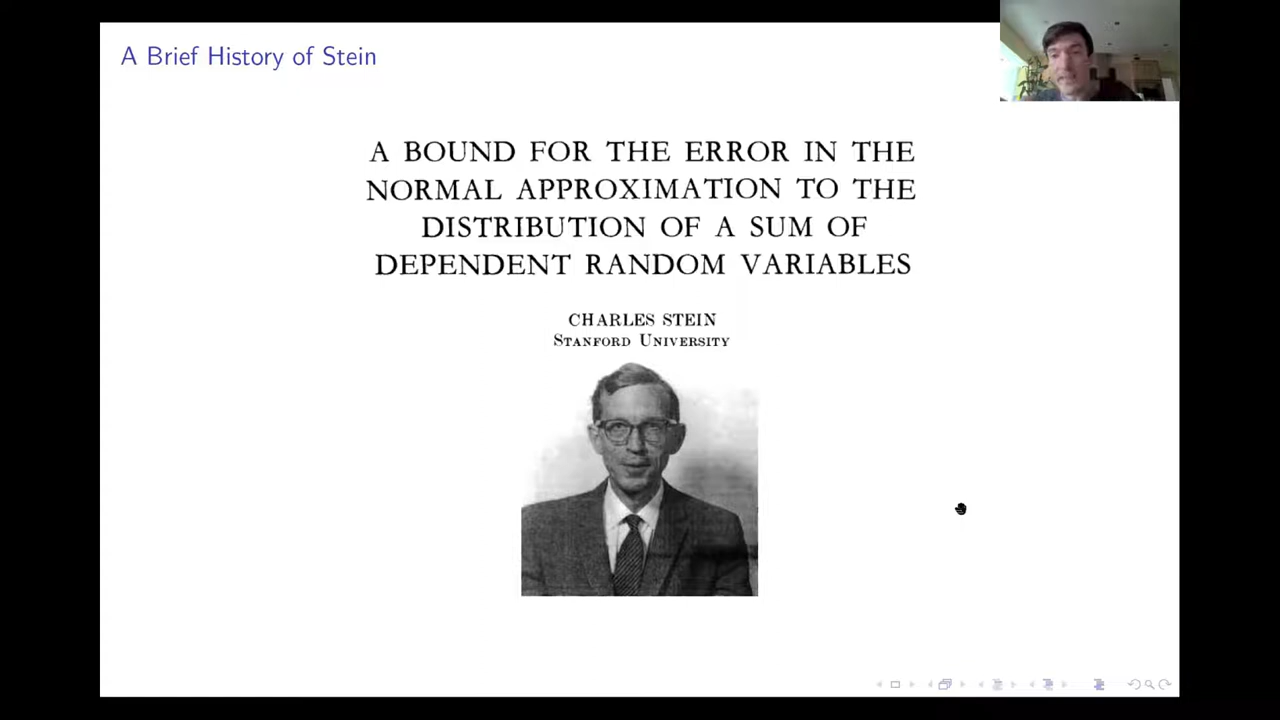 A Brief History of Stein
A BOUND FOR THE ERROR IN THE
NORMAL APPROXIMATION TO THE
DISTRIBUTION OF A SUM OF
DEPENDENT RANDOM VARIABLES
CHARLES STEIN
STANFORD UNIVERSITY